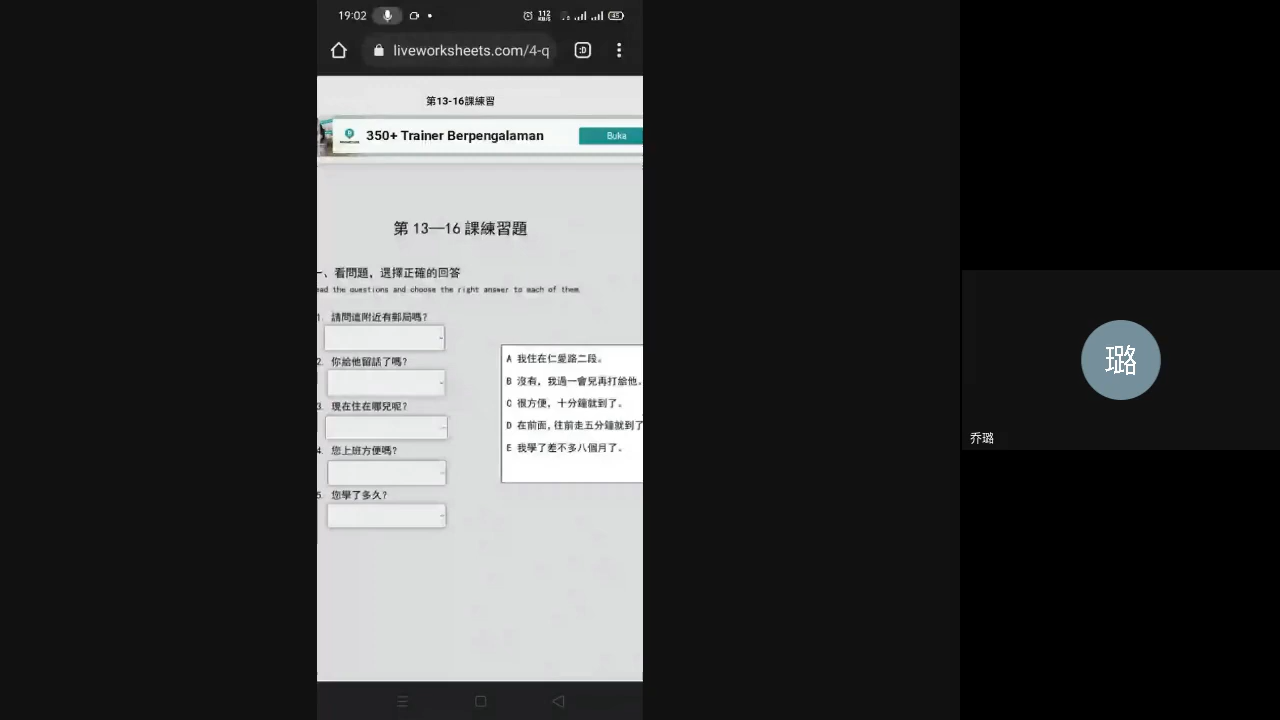 19:02
112
KB/S
45
liveworksheets.com/4-q
:D
第13-16課練習
350+ Trainer Berpengalaman
Buka
第 13—16 課練習題
一、看問題，選擇正確的回答
ead the questions and choose the right answer to each of them.
1. 請問這附近有郵局嗎?
2. 你給他留話了嗎?
3. 現在住在哪兒呢?
4. 您上班方便嗎?
5. 您學了多久?
A 我住在仁愛路二段。
B 沒有，我過一會兒再打給他.
C 很方便，十分鐘就到了.
D 在前面,往前走五分鐘就到了
E 我學了差不多八個月了.
璐
乔璐